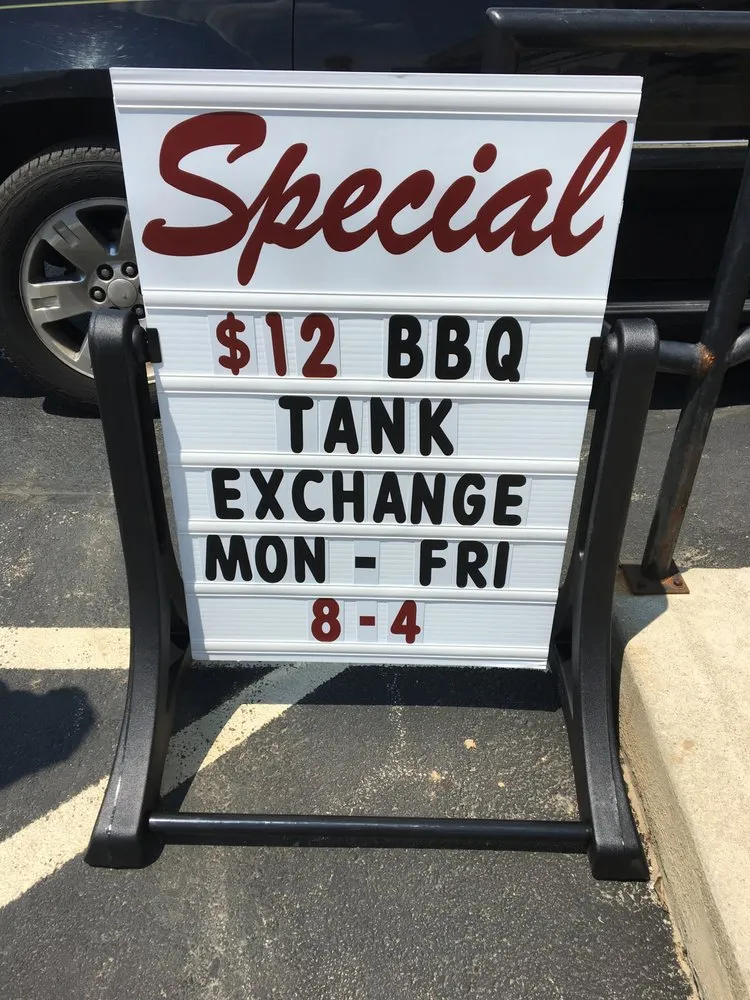 Special
$12 BBQ
TANK
EXCHANGE
MON - FRI
8-4